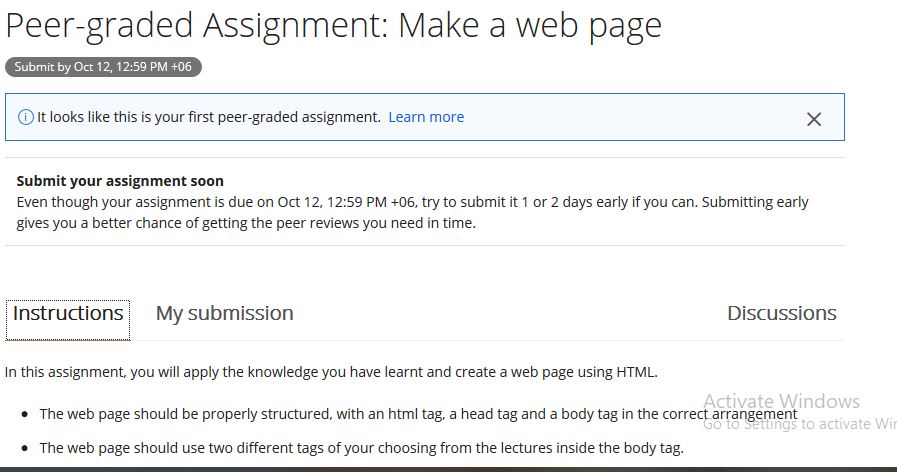 Peer-graded Assignment: Make a web page
Submit by Oct 12, 12:59 PM +06
It looks like this is your first peer-graded assignment. Learn more
Submit your assignment soon
Even though your assignment is due on Oct 12, 12:59 PM +06, try to submit it 1 or 2 days early if you can. Submitting early
gives you a better chance of getting the peer reviews you need in time.
Instructions My submission Discussions
In this assignment, you will apply the knowledge you have learnt and create a web page using HTML.
Activate Windows
• The web page should be properly structured, with an html tag, a head tag and a body tag in the correct arrangement
Go to Settings to activate Wi
• The web page should use two different tags of your choosing from the lectures inside the body tag.